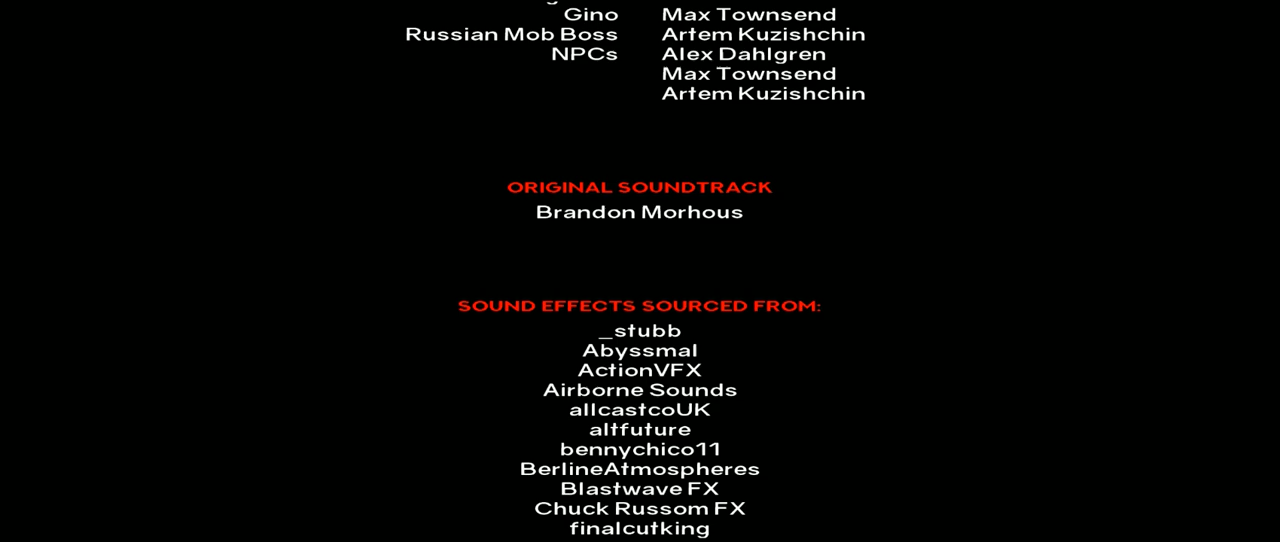 Gino Max Townsend
Russian Mob Boss Artem Kuzishchin
NPCs Alex Dahlgren
Max Townsend
Artem Kuzishchin
ORIGINAL SOUNDTRACK
Brandon Morhous
SOUND EFFECTS SOURCED FROM:
_stubb
Abyssmal
ActionVFX
Airborne Sounds
allcastcoUK
altfuture
bennychico11
BerlineAtmospheres
Blastwave FX
Chuck Russom FX
finalcutking